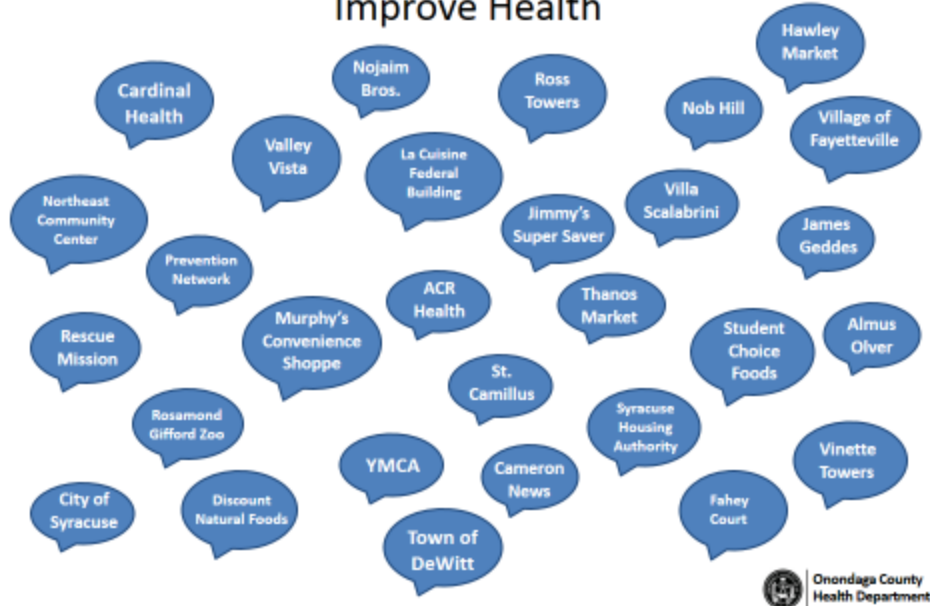 Improve Health
Hawley
Market
Nojaim
Bros.
Ross
Towers
Cardinal
Health
Nob Hill
Village of
Fayetteville
Valley
Vista
La Cuisine
Federal
Building
Villa
Scalabrini
Northeast
Community
Center
Jimmy's
Super Saver
James
Geddes
Prevention
Network
ACR
Health
Thanos
Market
Murphy's
Convenience
Shoppe
Rescue
Mission
Student
Choice
Foods
Almus
Olver
St.
Camillus
Rosamond
Gifford Zoo
Syracuse
Housing
Authority
YMCA
Cameron
News
Vinette
Towers
City of
Syracuse
Discount
Natural Foods
Fahey
Court
Town of
DeWitt
Onondaga County
Health Department